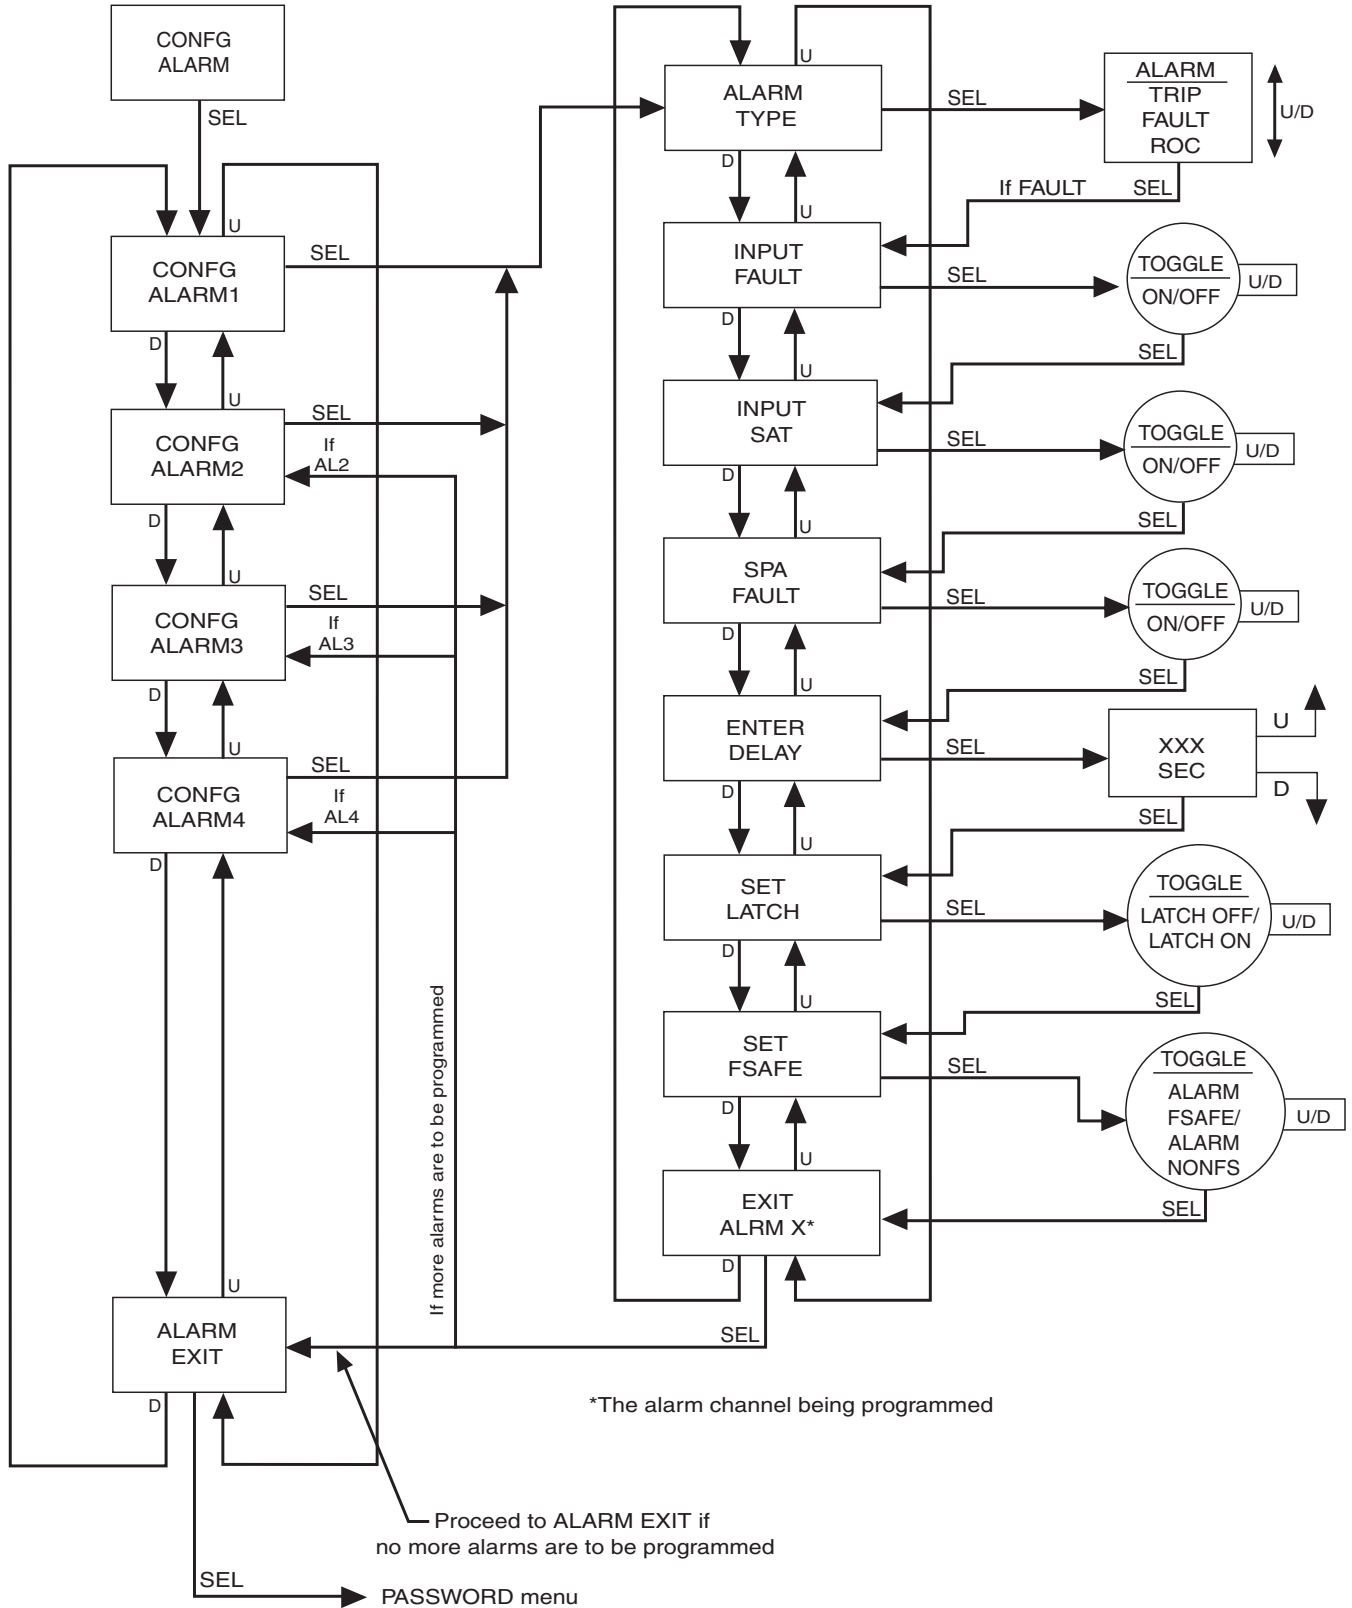 CONFG
ALARM
SEL
U
CONFG
ALARM1
SEL
D
U
CONFG
ALARM2
SEL
If
AL2
D
U
CONFG
ALARM3
SEL
If
AL3
D
U
CONFG
ALARM4
SEL
If
AL4
D
If more alarms are to be programmed
U
ALARM
EXIT
D
SEL
PASSWORD menu
Proceed to ALARM EXIT if
no more alarms are to be programmed
U
ALARM
TYPE
SEL
ALARM
TRIP
FAULT
ROC
U/D
If FAULT
SEL
D
U
INPUT
FAULT
SEL
TOGGLE
ON/OFF
U/D
SEL
D
U
INPUT
SAT
SEL
TOGGLE
ON/OFF
U/D
SEL
D
U
SPA
FAULT
SEL
TOGGLE
ON/OFF
U/D
SEL
D
U
ENTER
DELAY
SEL
XXX
SEC
U
D
SEL
D
U
SET
LATCH
SEL
TOGGLE
LATCH OFF/
LATCH ON
U/D
SEL
D
U
SET
FSAFE
SEL
TOGGLE
ALARM
FSAFE/
ALARM
NONFS
U/D
SEL
D
U
EXIT
ALRM X*
D
SEL
*The alarm channel being programmed